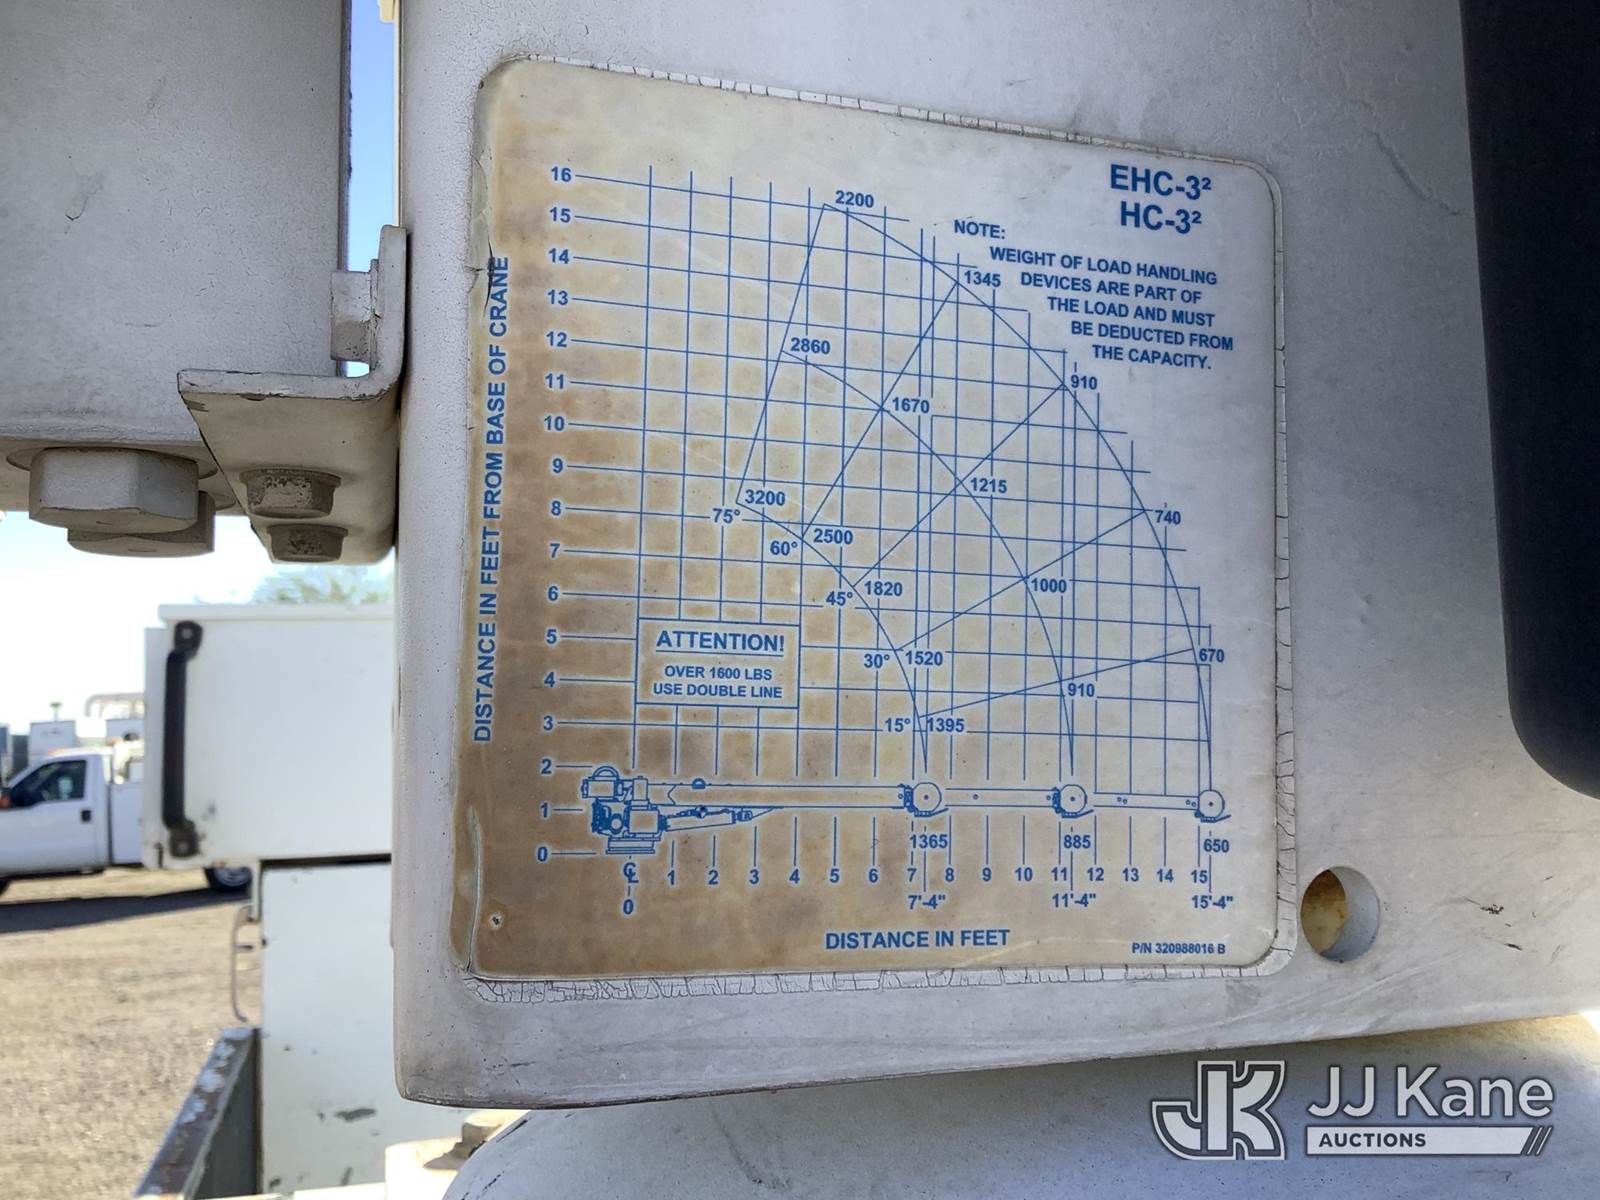 EHC-3²
HC-3²
NOTE:
WEIGHT OF LOAD HANDLING
DEVICES ARE PART OF
THE LOAD AND MUST
BE DEDUCTED FROM
THE CAPACITY.
DISTANCE IN FEET FROM BASE OF CRANE
16
15
14
13
12
11
10
9
8
7
6
5
4
3
2
1
0
2200
1345
2860
910
1670
1215
3200
75°
740
2500
60°
1820
45°
1000
1520
30°
670
910
1395
15°
ATTENTION!
OVER 1600 LBS
USE DOUBLE LINE
1365 885 650
℄ 1 2 3 4 5 6 7 8 9 10 11 12 13 14 15
0 7'-4" 11'-4" 15'-4"
DISTANCE IN FEET
P/N 320988016 B
JK JJ Kane
AUCTIONS